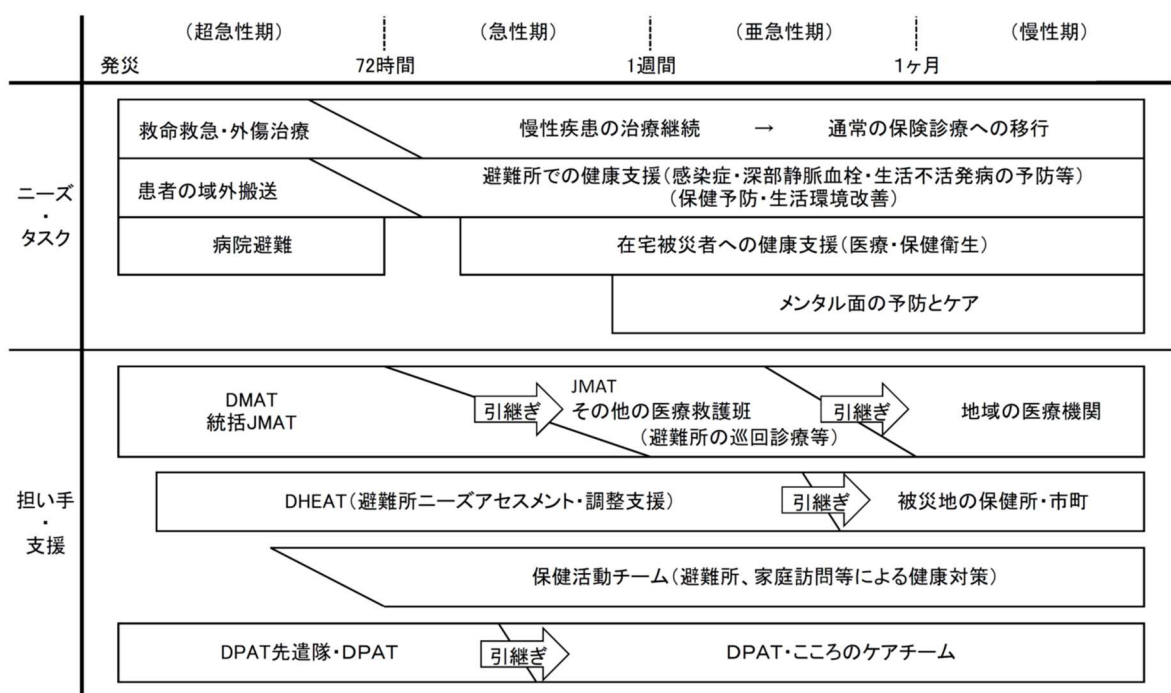 （超急性期）
（急性期）
（亜急性期）
（慢性期）
発災
72時間
1週間
1ヶ月
ニーズ
・
タスク
救命救急・外傷治療
慢性疾患の治療継続　→　通常の保険診療への移行
患者の域外搬送
避難所での健康支援（感染症・深部静脈血栓・生活不活発病の予防等）
（保健予防・生活環境改善）
病院避難
在宅被災者への健康支援（医療・保健衛生）
メンタル面の予防とケア
担い手
・
支援
DMAT
統括JMAT
引継ぎ
JMAT
その他の医療救護班
（避難所の巡回診療等）
引継ぎ
地域の医療機関
DHEAT（避難所ニーズアセスメント・調整支援）
引継ぎ
被災地の保健所・市町
保健活動チーム（避難所、家庭訪問等による健康対策）
DPAT先遣隊・DPAT
引継ぎ
DPAT・こころのケアチーム